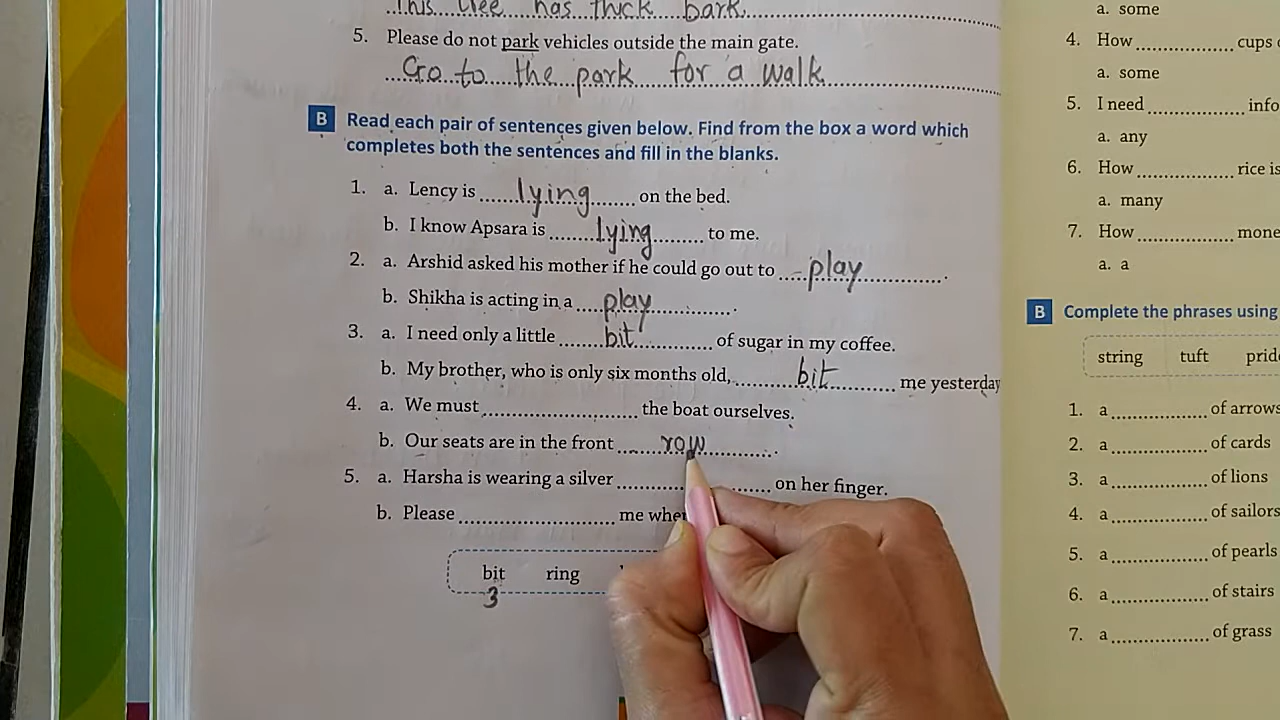 This tree has thick bark
5. Please do not park vehicles outside the main gate.
Go to the park for a walk
B Read each pair of sentences given below. Find from the box a word which
completes both the sentences and fill in the blanks.
1. a. Lency is lying on the bed.
b. I know Apsara is lying to me.
2. a. Arshid asked his mother if he could go out to play.
b. Shikha is acting in a play.
3. a. I need only a little bit of sugar in my coffee.
b. My brother, who is only six months old, bit me yesterday
4. a. We must the boat ourselves.
b. Our seats are in the front row.
5. a. Harsha is wearing a silver on her finger.
b. Please me
bit ring
3
a. some
4. How cups
a. some
5. I need
a. any
6. How rice is
a. many
7. How
a. a
B Complete the phrases using
string tuft
1. a of arrows
2. a of cards
3. a of lions
4. a of sailors
5. a of pearls
6. a of stairs
7. a of grass